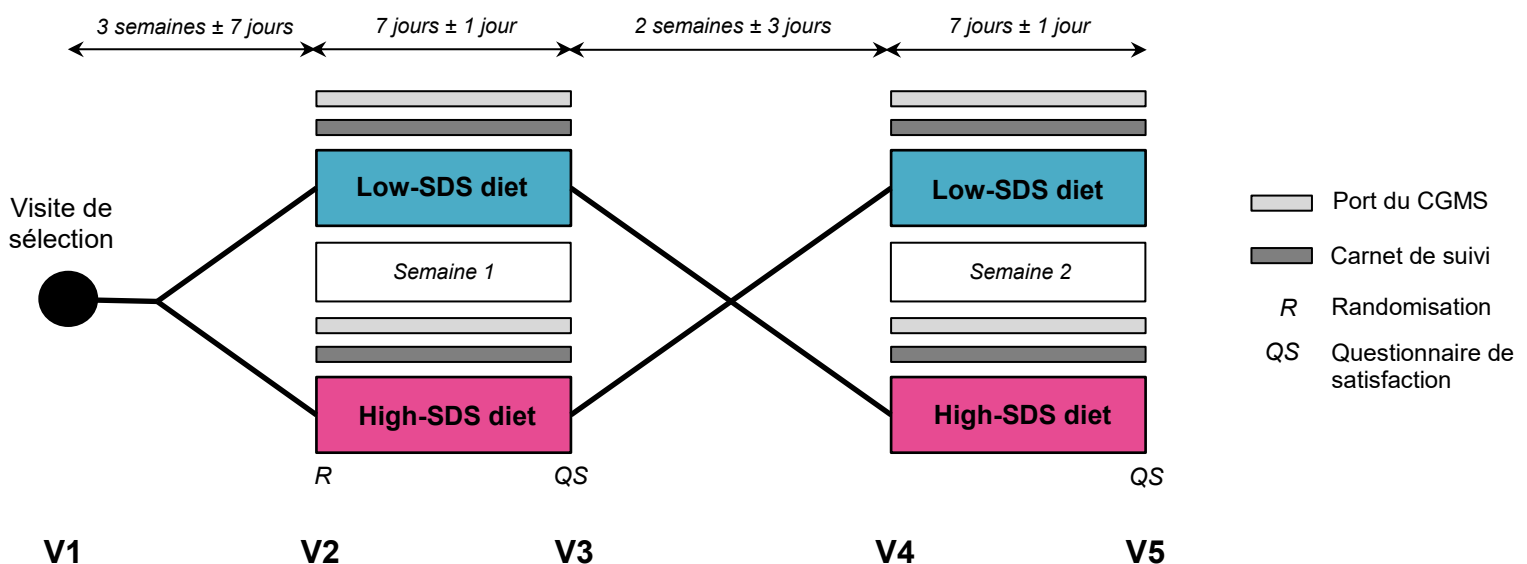 3 semaines ± 7 jours
7 jours ± 1 jour
2 semaines ± 3 jours
7 jours ± 1 jour
Visite de
sélection
Low-SDS diet
Semaine 1
High-SDS diet
Low-SDS diet
Semaine 2
High-SDS diet
R
QS
QS
V1
V2
V3
V4
V5
Port du CGMS
Carnet de suivi
R Randomisation
QS Questionnaire de
satisfaction